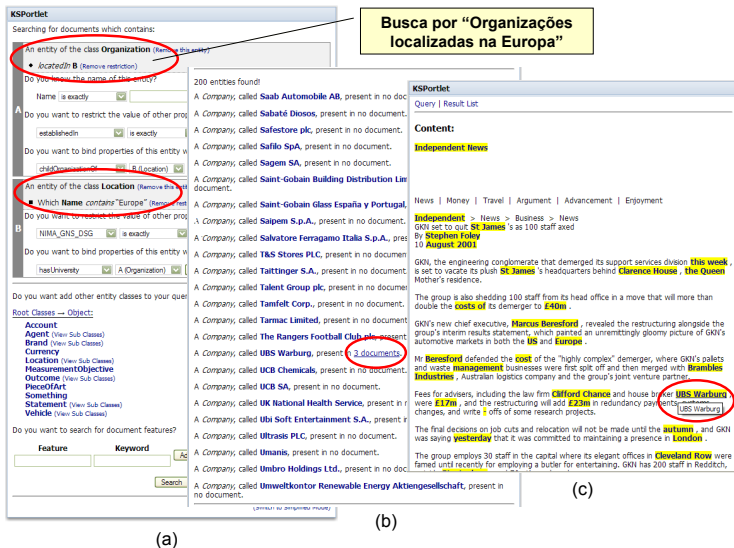 Busca por “Organizações
localizadas na Europa”
KSPortlet
Searching for documents which contains:
An entity of the class Organization (Remove this entity)
locatedIn B (Remove restriction)
Do you know the name of this entity?
Name is exactly
A
Do you want to restrict the value of other prop
establishedIn is exactly
Do you want to bind properties of this entity w
childOrganizationOf B (Location)
An entity of the class Location (Remove this entit
Which Name contains "Europe" (Remove rest
Do you want to restrict the value of other prop
B
NIMA_GNS_DSG is exactly
Do you want to bind properties of this entity w
hasUniversity A (Organization)
Do you want add other entity classes to your quer
Root Classes → Object:
Account
Agent (View Sub Classes)
Brand (View Sub Classes)
Currency
Location (View Sub Classes)
MeasurementObjective
Outcome (View Sub Classes)
PieceOfArt
Something
Statement (View Sub Classes)
Vehicle (View Sub Classes)
Do you want to search for document features?
Feature Keyword
Ad
Search
(Switch to Simplified Mode)
(a)
200 entities found!
A Company, called Saab Automobile AB, present in no doc
A Company, called Sabaté Diosos, present in no document.
A Company, called Safestore plc, present in no document.
A Company, called Safilo SpA, present in no document.
A Company, called Sagem SA, present in no document.
A Company, called Saint-Gobain Building Distribution Lim
document.
A Company, called Saint-Gobain Glass España y Portugal,
A Company, called Saipem S.p.A., present in no document.
A Company, called Salvatore Ferragamo Italia S.p.A., pres
A Company, called T&S Stores PLC, present in no documen
A Company, called Taittinger S.A., present in no document
A Company, called Talent Group plc, present in no documen
A Company, called Tamfelt Corp., present in no document.
A Company, called Tarmac Limited, present in no document
A Company, called The Rangers Football Club plc, present
A Company, called UBS Warburg, present in 3 documents.
A Company, called UCB Chemicals, present in no document.
A Company, called UCB SA, present in no document.
A Company, called UK National Health Service, present in n
A Company, called Ubi Soft Entertainment S.A., present in
A Company, called Ultrasis PLC, present in no document.
A Company, called Umanis, present in no document.
A Company, called Umbro Holdings Ltd., present in no doc
A Company, called Umweltkontor Renewable Energy Aktiengesellschaft, present in
no document.
(b)
KSPortlet
Query | Result List
Content:
Independent News
News | Money | Travel | Argument | Advancement | Enjoyment
Independent > News > Business > News
GKN set to quit St James 's as 100 staff axed
By Stephen Foley
10 August 2001
GKN, the engineering conglomerate that demerged its support services division this week ,
is set to vacate its plush St James 's headquarters behind Clarence House , the Queen
Mother's residence.
The group is also shedding 100 staff from its head office in a move that will more than
double the costs of its demerger to £40m .
GKN's new chief executive, Marcus Beresford , revealed the restructuring alongside the
group's interim results statement, which painted an unremittingly gloomy picture of GKN's
automotive markets in both the US and Europe .
Mr Beresford defended the cost of the "highly complex" demerger, where GKN's pallets
and waste management businesses were first split off and then merged with Brambles
Industries , Australian logistics company and the group's joint venture partner.
Fees for advisers, including the law firm Clifford Chance and house broker UBS Warburg ,
were £17m , and the restructuring will add £23m in redundancy payments, systems
changes, and write - offs of some research projects.
UBS Warburg
The final decisions on job cuts and relocation will not be made until the autumn , and GKN
was saying yesterday that it was committed to maintaining a presence in London .
The group employs 30 staff in the capital where its elegant offices in Cleveland Row were
famed until recently for employing a butler for entertaining. GKN has 200 staff in Redditch,
(c)